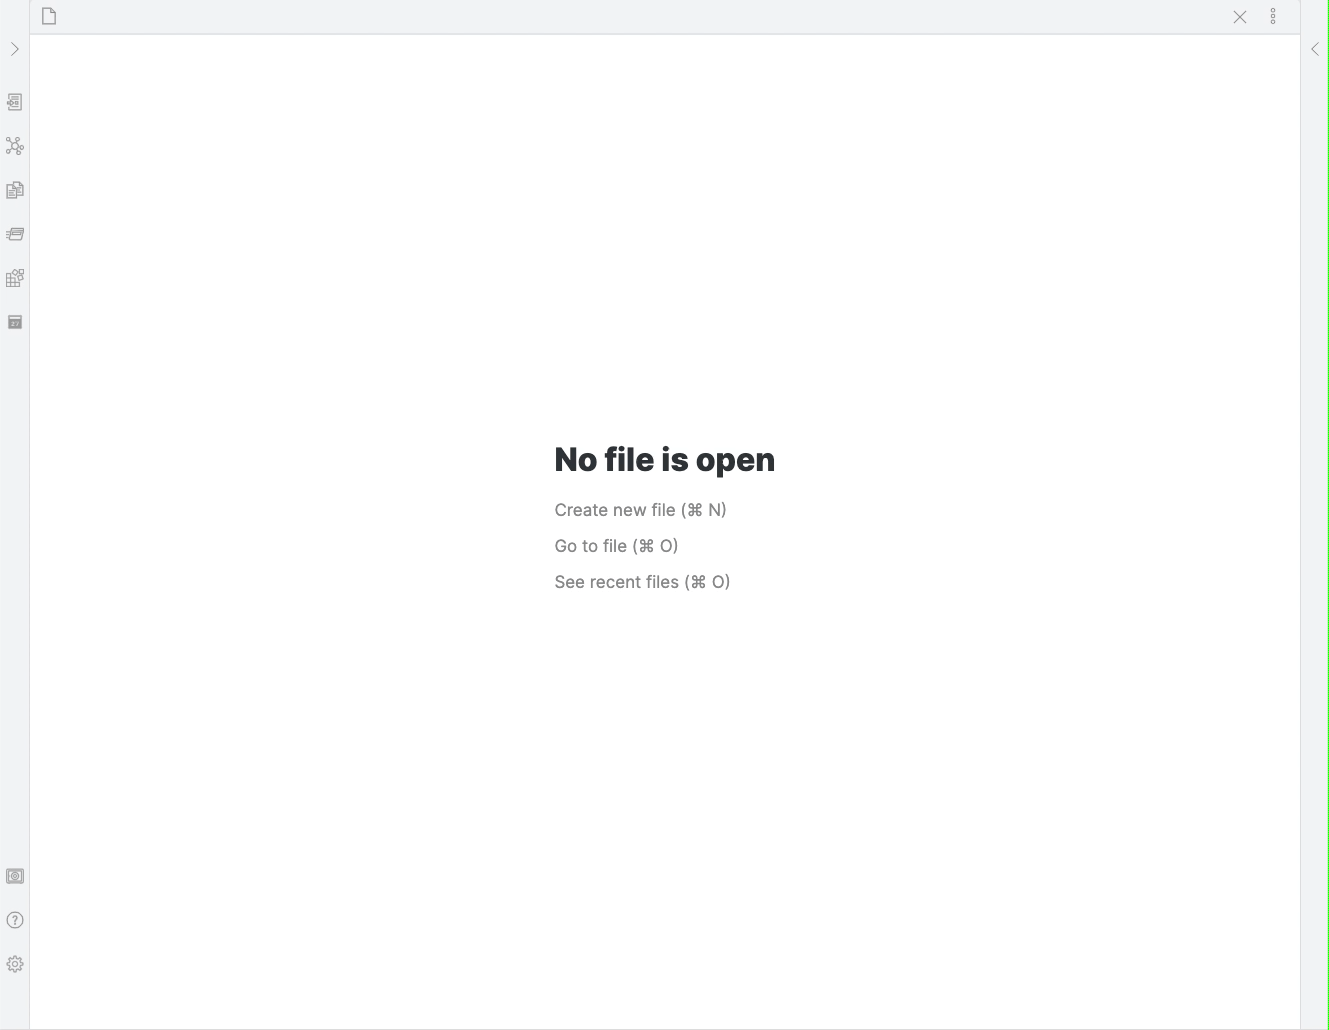 No file is open
Create new file (⌘ N)
Go to file (⌘ O)
See recent files (⌘ O)